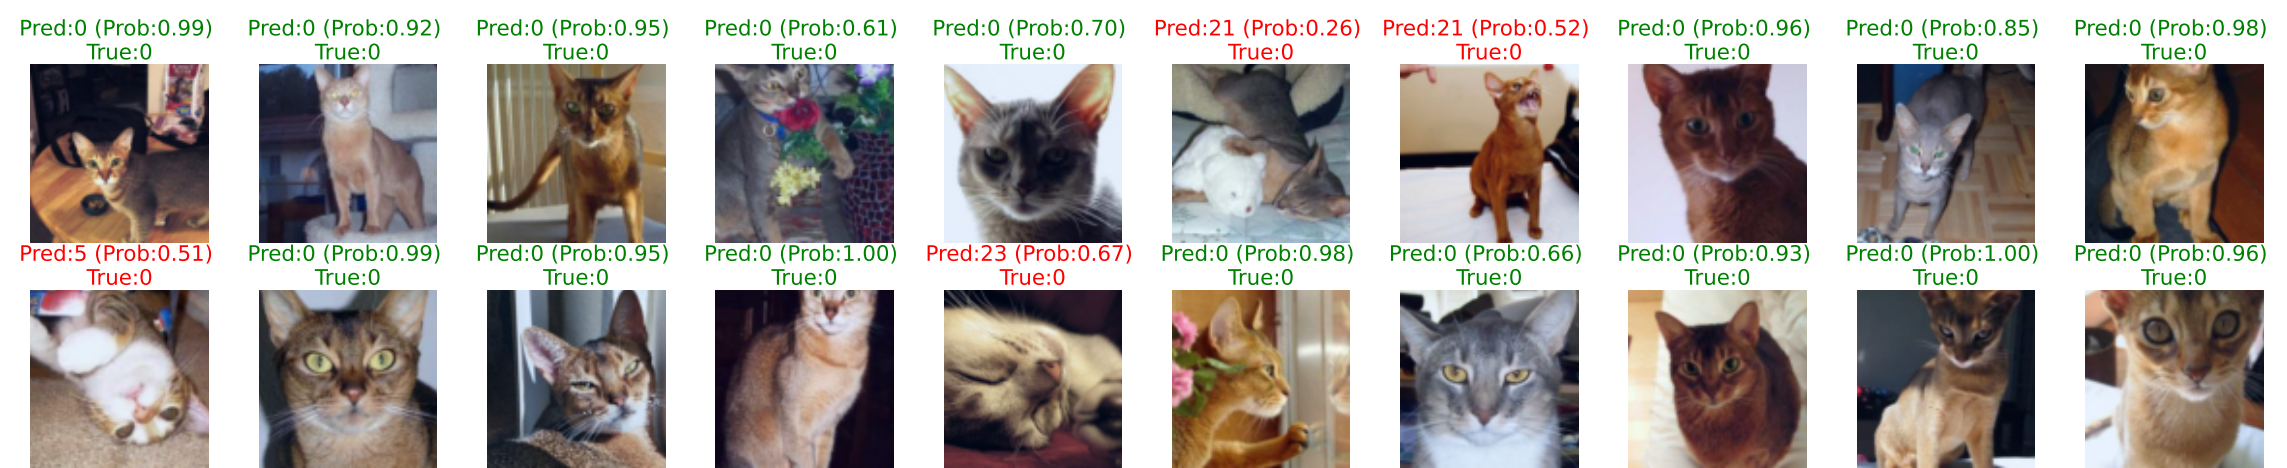 Pred:0 (Prob:0.99) Pred:0 (Prob:0.92) Pred:0 (Prob:0.95) Pred:0 (Prob:0.61) Pred:0 (Prob:0.70) Pred:21 (Prob:0.26) Pred:21 (Prob:0.52) Pred:0 (Prob:0.96) Pred:0 (Prob:0.85) Pred:0 (Prob:0.98)
True:0 True:0 True:0 True:0 True:0 True:0 True:0 True:0 True:0 True:0
Pred:5 (Prob:0.51) Pred:0 (Prob:0.99) Pred:0 (Prob:0.95) Pred:0 (Prob:1.00) Pred:23 (Prob:0.67) Pred:0 (Prob:0.98) Pred:0 (Prob:0.66) Pred:0 (Prob:0.93) Pred:0 (Prob:1.00) Pred:0 (Prob:0.96)
True:0 True:0 True:0 True:0 True:0 True:0 True:0 True:0 True:0 True:0